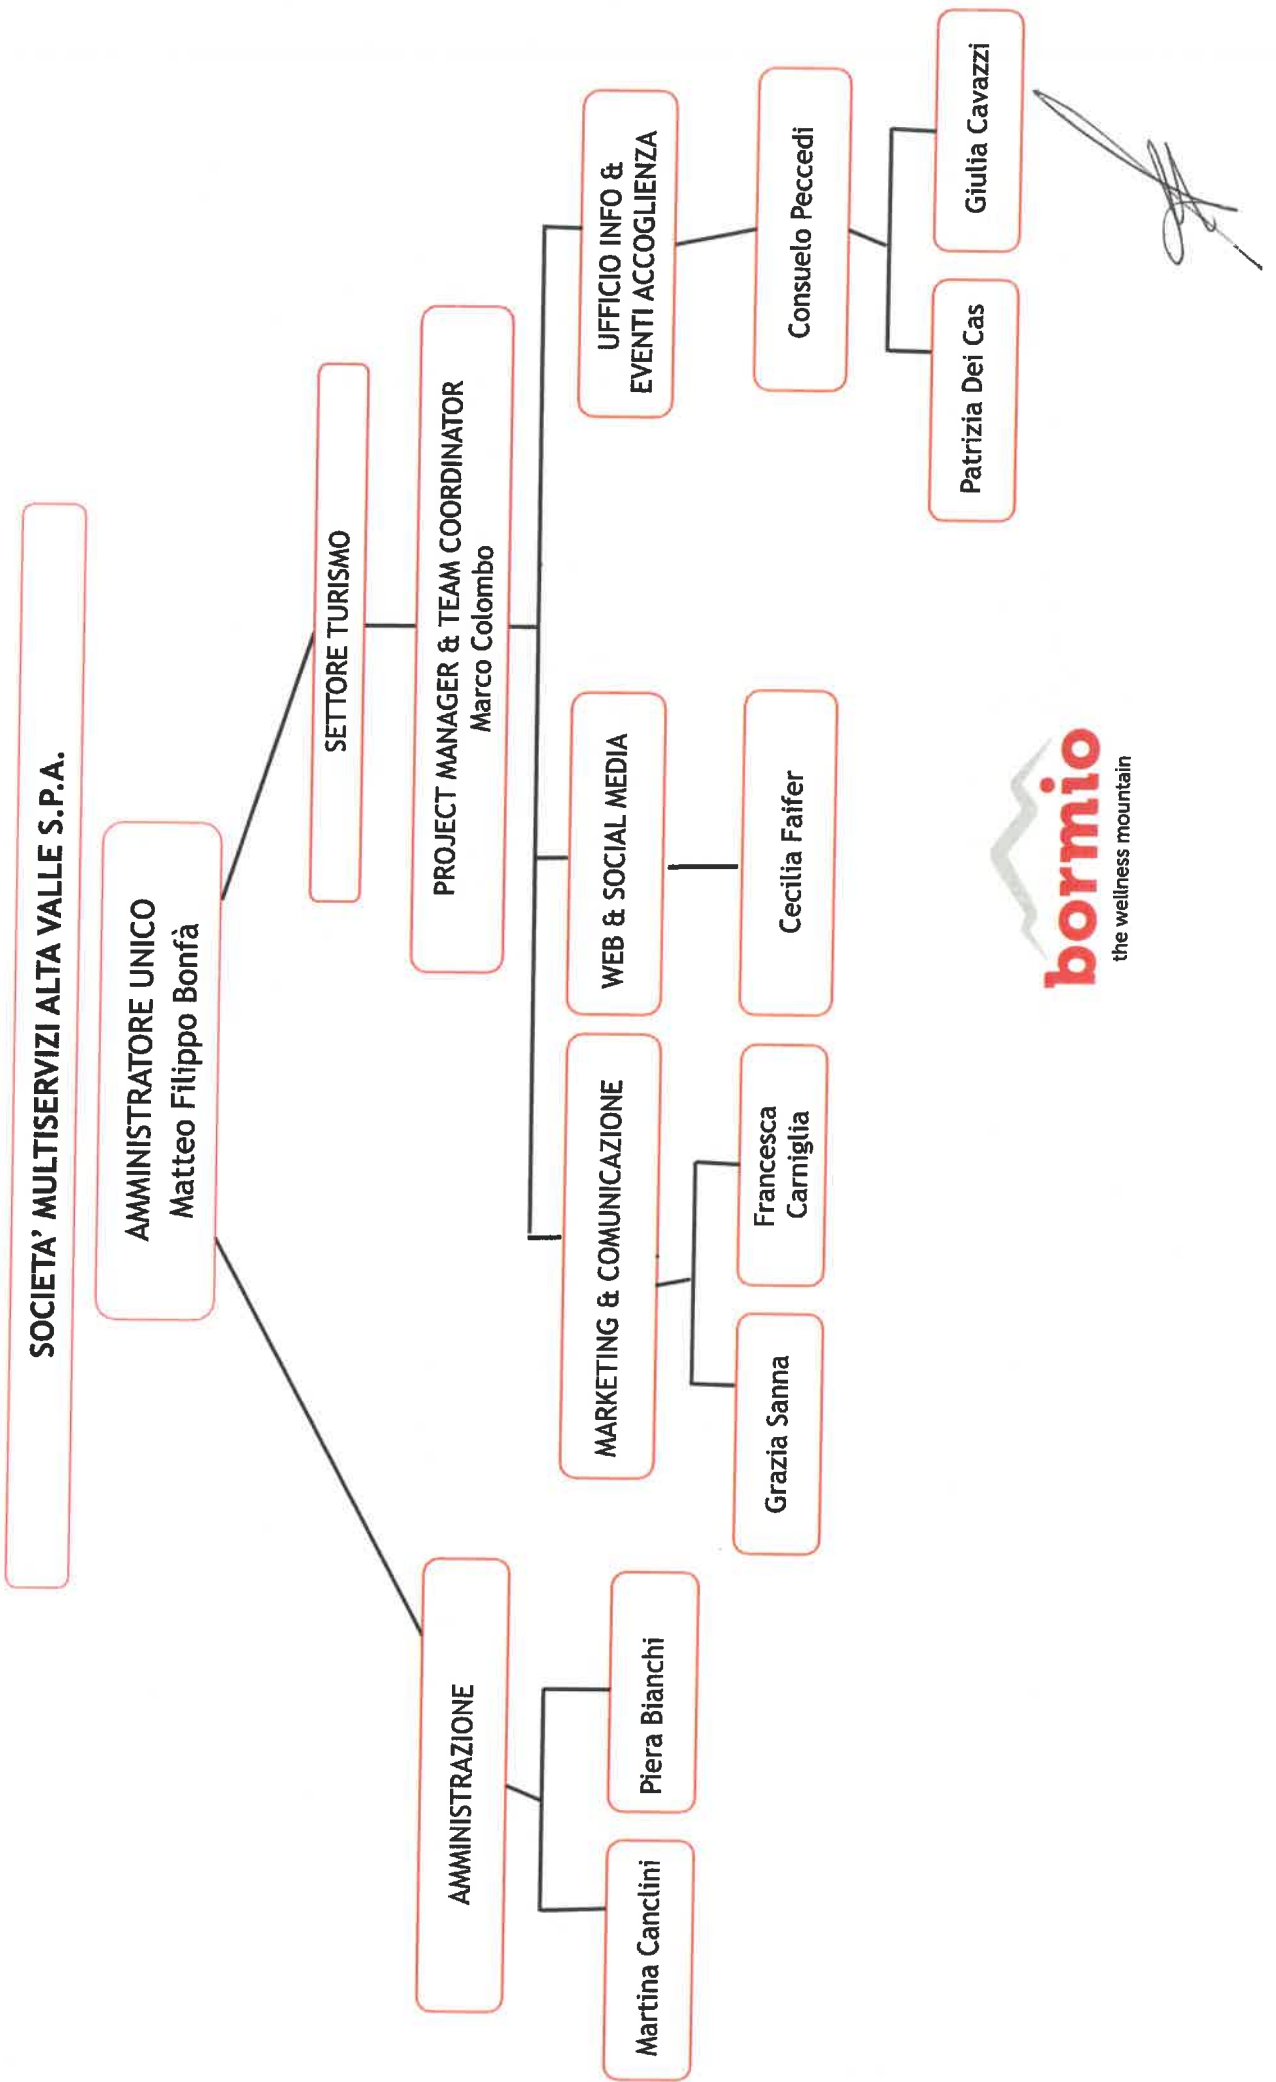 SOCIETA' MULTISERVIZI ALTA VALLE S.P.A.
AMMINISTRATORE UNICO
Matteo Filippo Bonfà
SETTORE TURISMO
PROJECT MANAGER & TEAM COORDINATOR
Marco Colombo
AMMINISTRAZIONE
Martina Canclini
Piera Bianchi
MARKETING & COMUNICAZIONE
WEB & SOCIAL MEDIA
UFFICIO INFO &
EVENTI ACCOGLIENZA
Grazia Sanna
Francesca
Carniglia
Cecilia Faifer
Consuelo Peccedi
Patrizia Dei Cas
Giulia Cavazzi
bormio
the wellness mountain